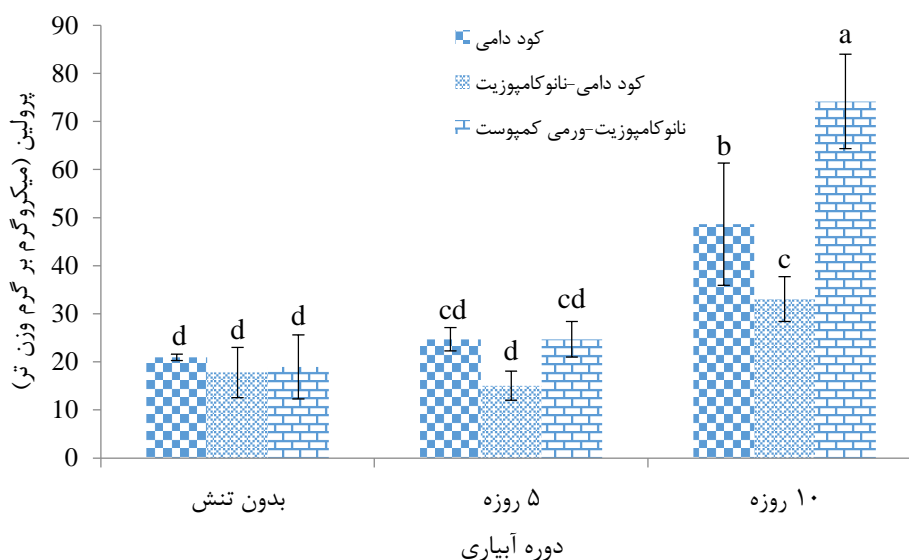 پرولین (میکروگرم بر گرم وزن تر)
90
80
70
60
50
40
30
20
10
0
کود دامی
کود دامی-نانوکامپوزیت
نانوکامپوزیت-ورمی کمپوست
d
d
d
cd
d
cd
b
c
a
بدون تنش
۵ روزه
۱۰ روزه
دوره آبیاری